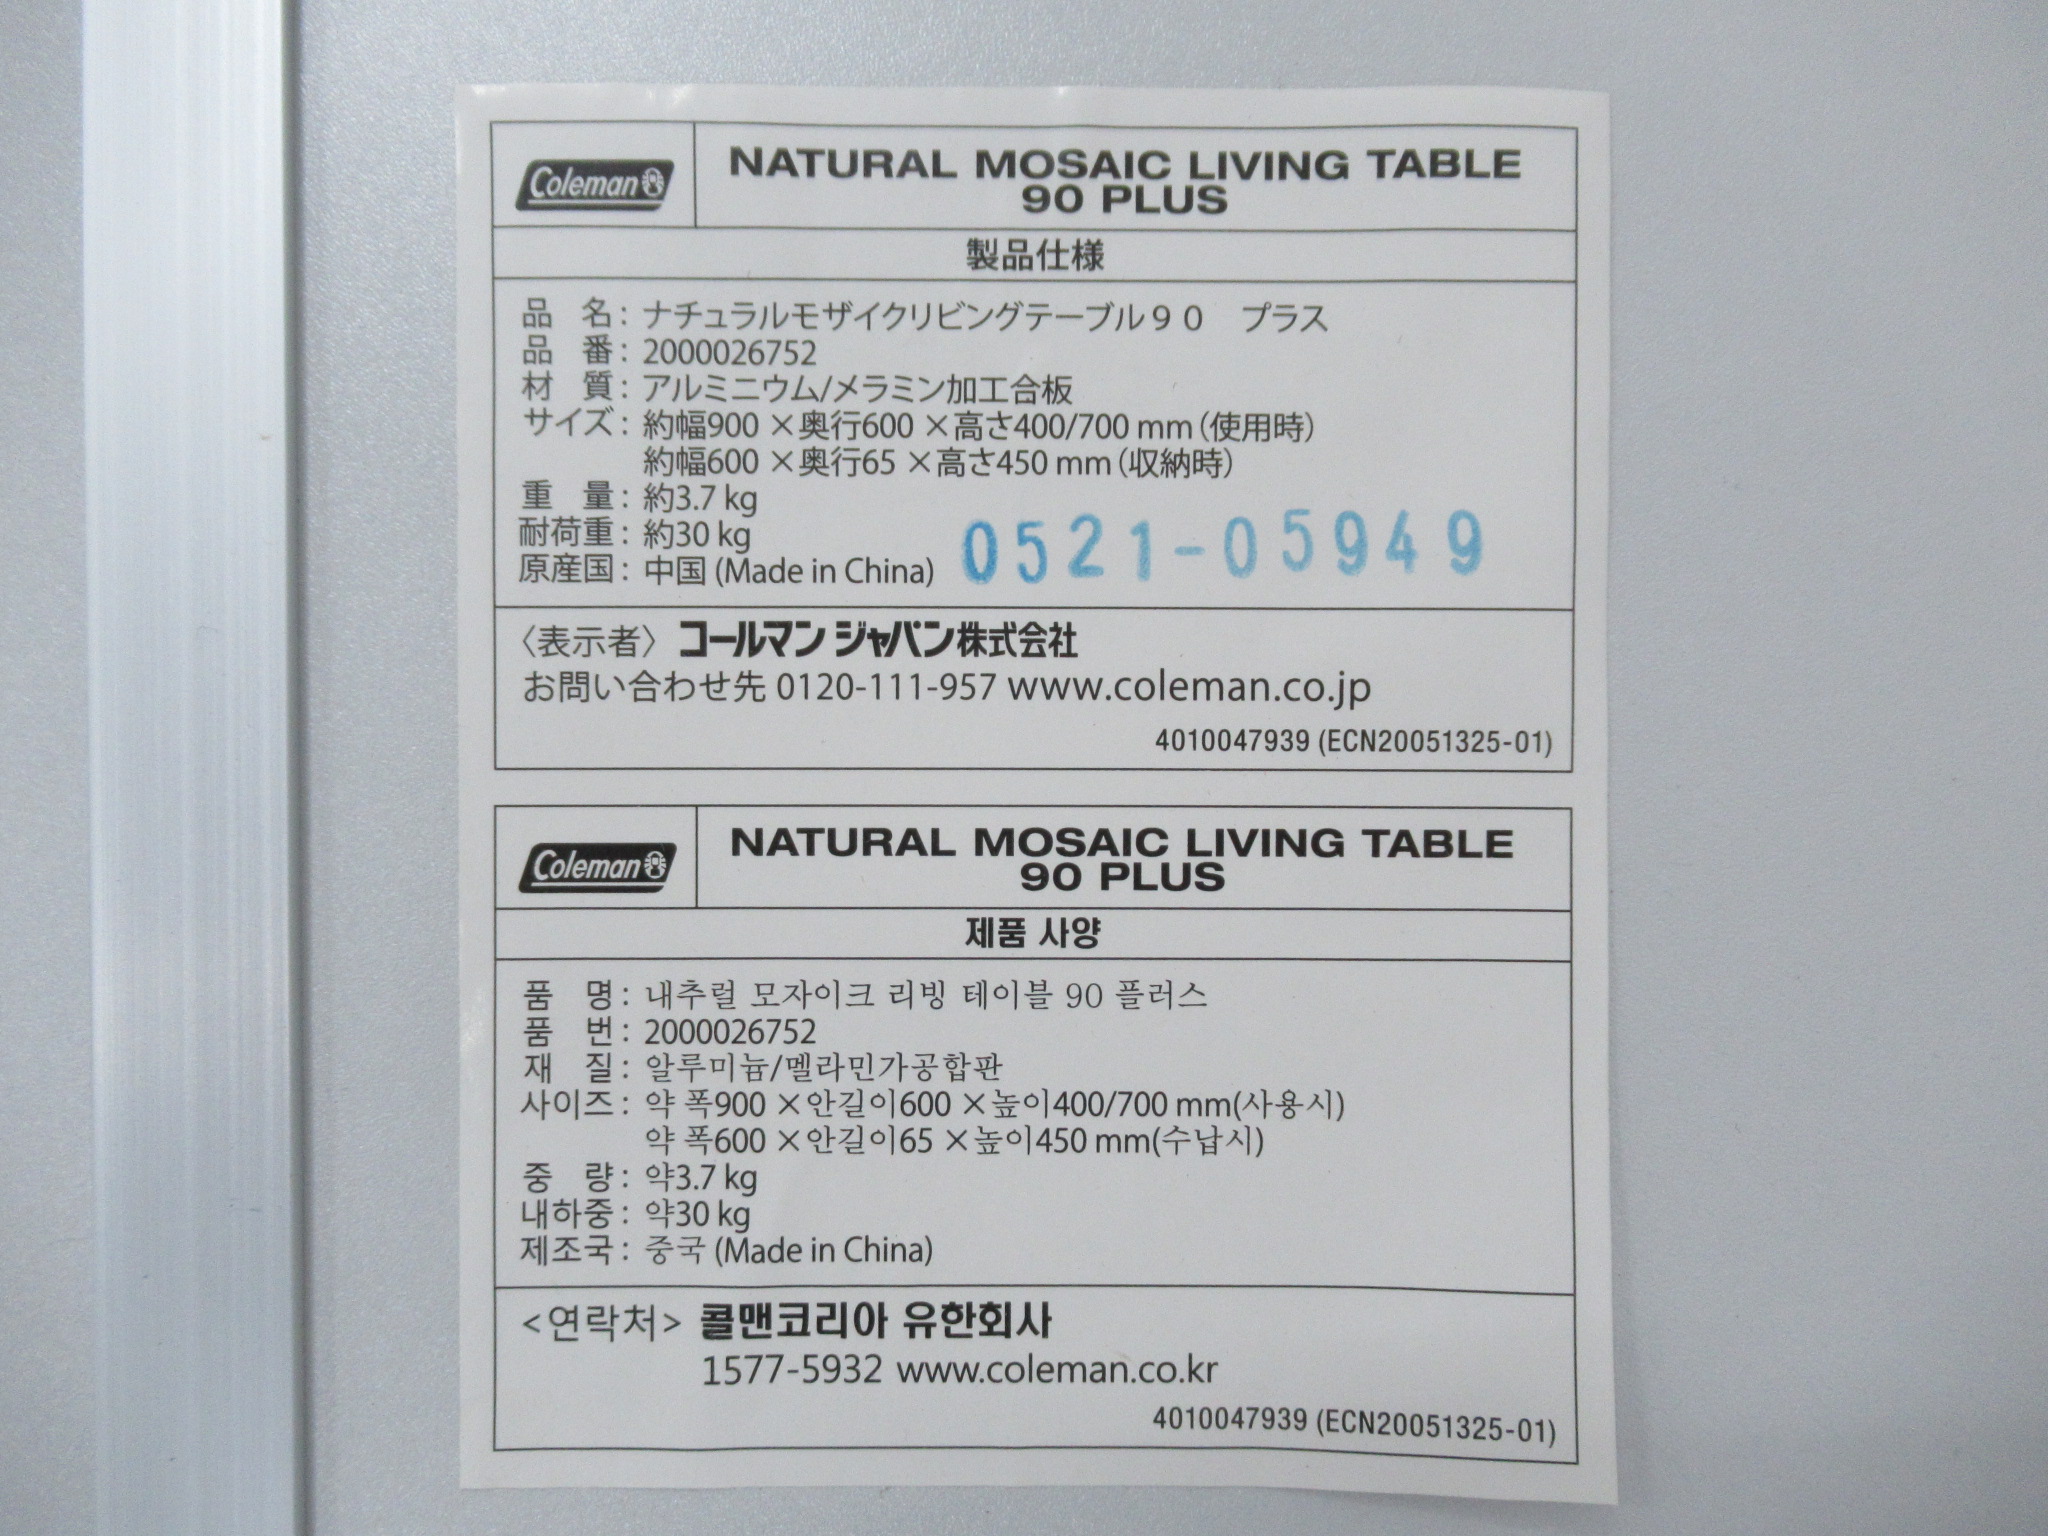 Coleman
NATURAL MOSAIC LIVING TABLE
90 PLUS
製品仕様
品 名: ナチュラルモザイクリビングテーブル９０　プラス
品 番: 2000026752
材 質: アルミニウム/メラミン加工合板
サイズ: 約幅900 ×奥行600 ×高さ400/700 mm(使用時)
約幅600 ×奥行65 ×高さ450 mm(収納時)
重 量: 約3.7 kg
耐荷重: 約30 kg
原産国: 中国 (Made in China)
0521-05949
〈表示者〉 コールマン ジャパン株式会社
お問い合わせ先 0120-111-957 www.coleman.co.jp
4010047939 (ECN20051325-01)
Coleman
NATURAL MOSAIC LIVING TABLE
90 PLUS
제품 사양
품 명: 내추럴 모자이크 리빙 테이블 90 플러스
품 번: 2000026752
재 질: 알루미늄/멜라민가공합판
사이즈: 약 폭900 ×안길이600 ×높이400/700 mm(사용시)
약 폭600 ×안길이65 ×높이450 mm(수납시)
중 량: 약3.7 kg
내하중: 약30 kg
제조국: 중국 (Made in China)
<연락처> 콜맨코리아 유한회사
1577-5932 www.coleman.co.kr
4010047939 (ECN20051325-01)